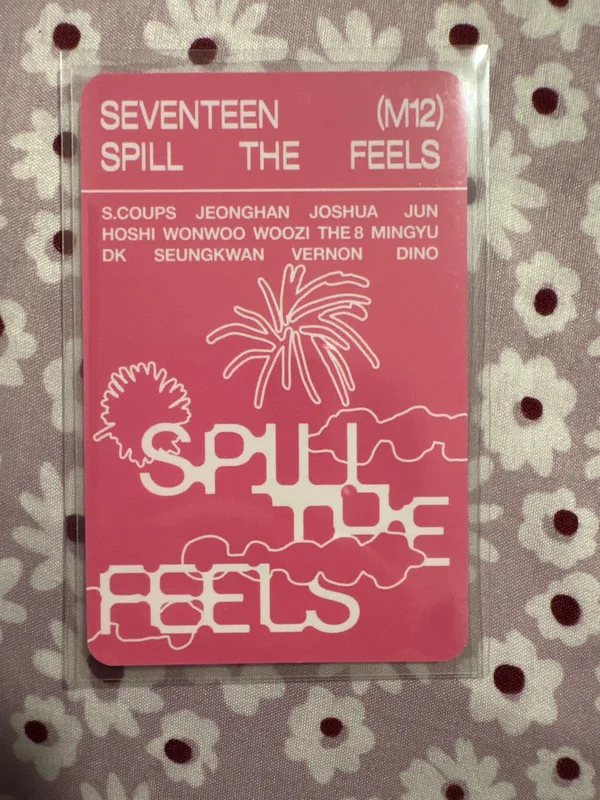 SEVENTEEN (M12)
SPILL THE FEELS
S.COUPS JEONGHAN JOSHUA JUN
HOSHI WONWOO WOOZI THE 8 MINGYU
DK SEUNGKWAN VERNON DINO
SPILL
THE
FEELS